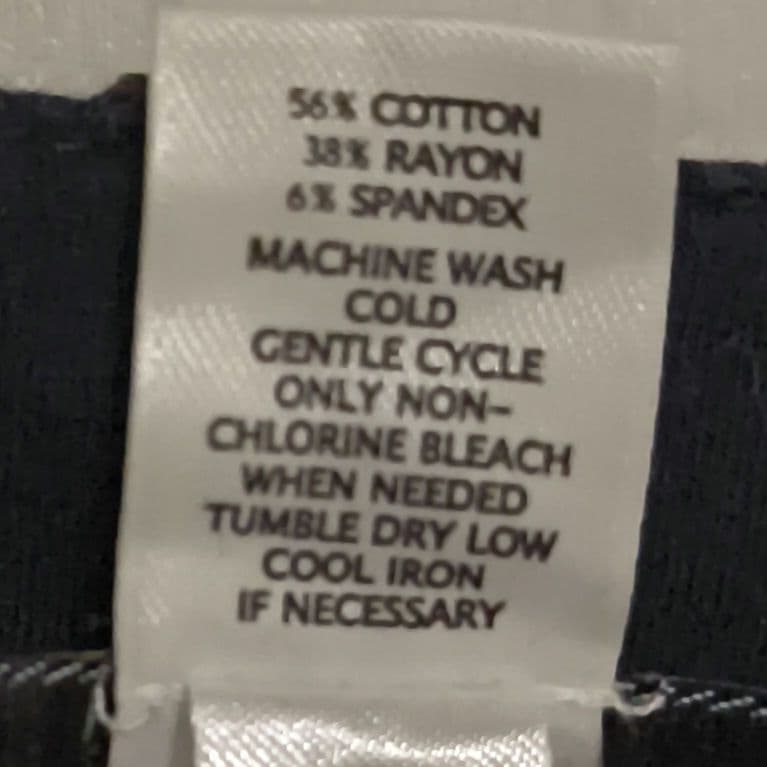 56% COTTON
38% RAYON
6% SPANDEX
MACHINE WASH
COLD
GENTLE CYCLE
ONLY NON-
CHLORINE BLEACH
WHEN NEEDED
TUMBLE DRY LOW
COOL IRON
IF NECESSARY